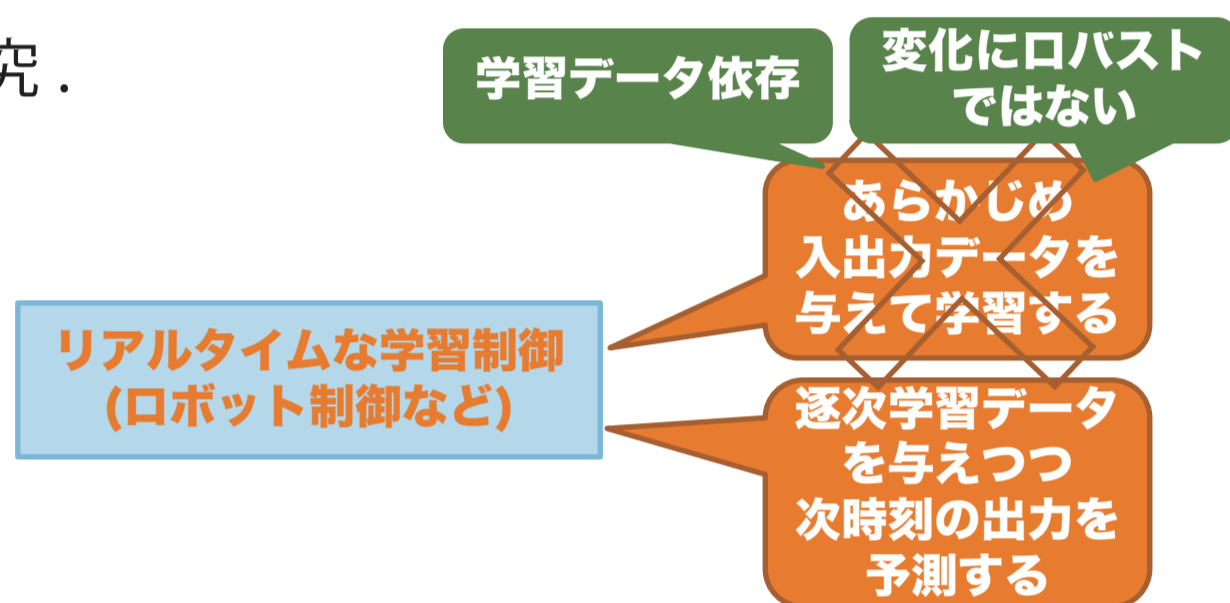 究.
学習データ依存
変化にロバスト
ではない
あらかじめ
入出力データを
与えて学習する
リアルタイムな学習制御
(ロボット制御など)
逐次学習データ
を与えつつ
次時刻の出力を
予測する